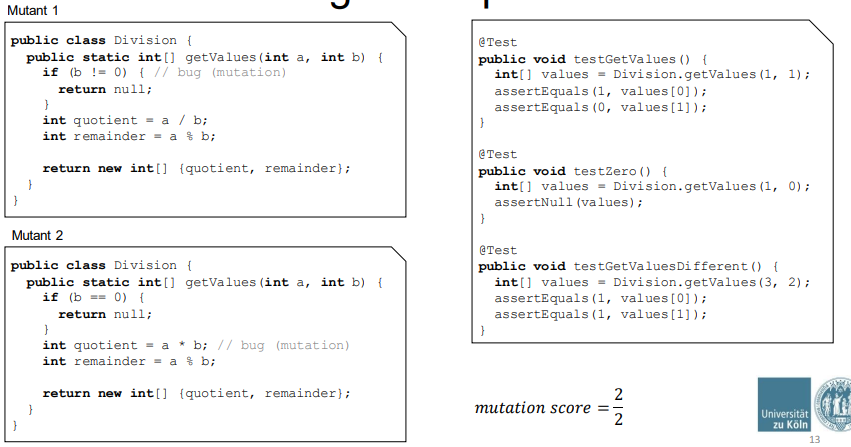 Mutant 1
public class Division {
public static int[] getValues(int a, int b) {
if (b != 0) { // bug (mutation)
return null;
}
int quotient = a / b;
int remainder = a % b;
return new int[] {quotient, remainder};
}
}
Mutant 2
public class Division {
public static int[] getValues(int a, int b) {
if (b == 0) {
return null;
}
int quotient = a * b; // bug (mutation)
int remainder = a % b;
return new int[] {quotient, remainder};
}
}
@Test
public void testGetValues() {
int[] values = Division.getValues(1, 1);
assertEquals(1, values[0]);
assertEquals(0, values[1]);
}
@Test
public void testZero() {
int[] values = Division.getValues(1, 0);
assertNull(values);
}
@Test
public void testGetValuesDifferent() {
int[] values = Division.getValues(3, 2);
assertEquals(1, values[0]);
assertEquals(1, values[1]);
}
mutation score = 2/2
Universität
zu Köln
13